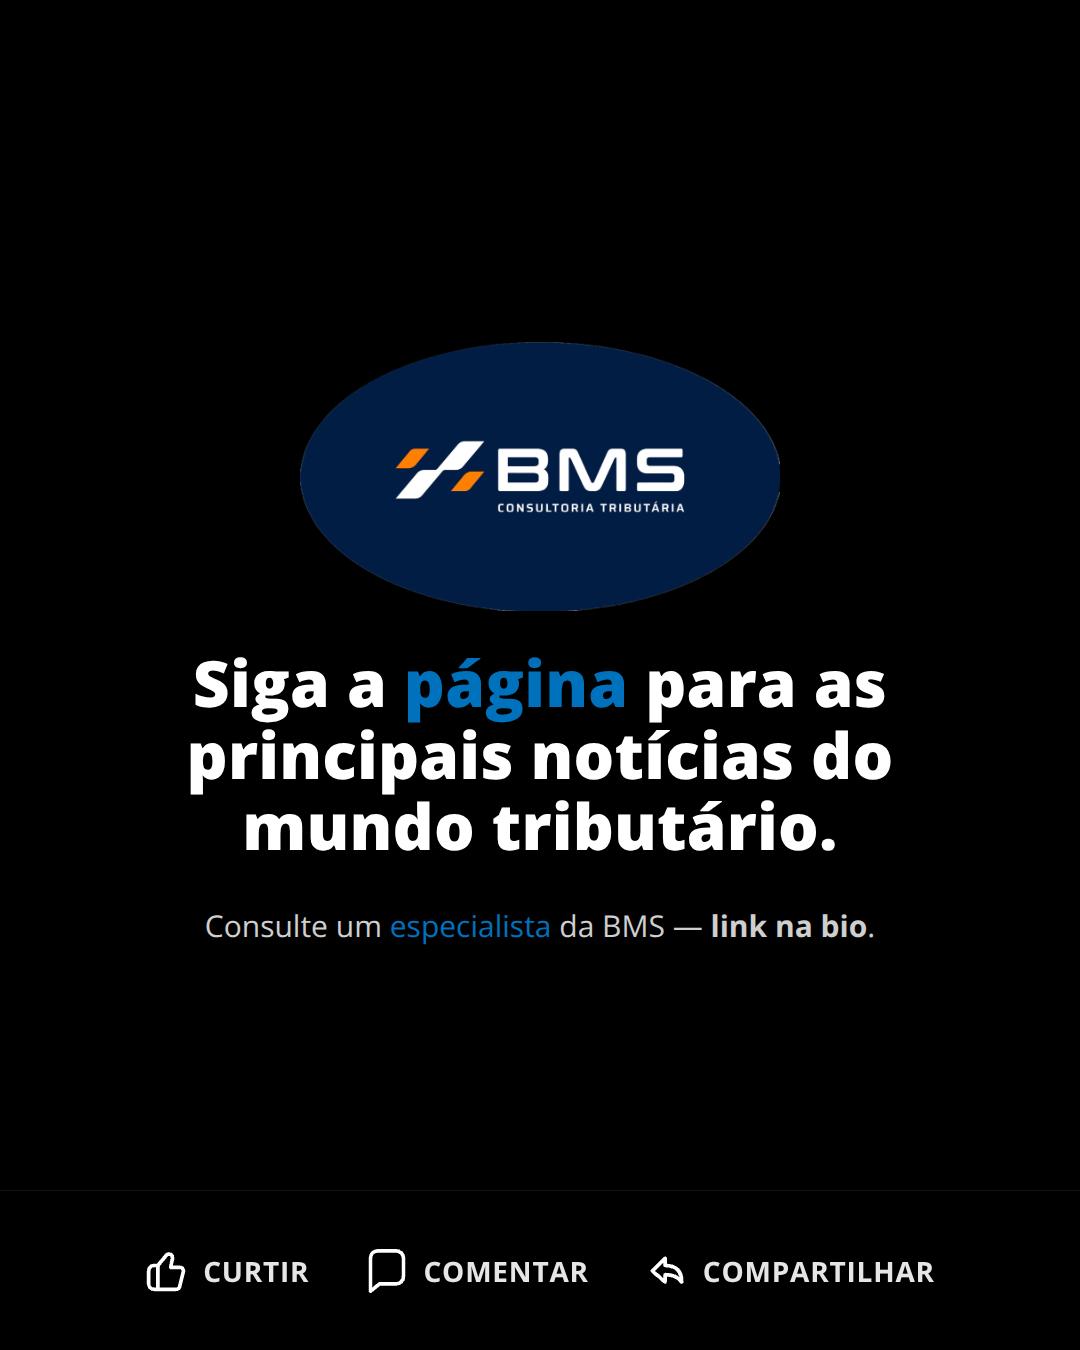 BMS
CONSULTORIA TRIBUTÁRIA
Siga a página para as
principais notícias do
mundo tributário.
Consulte um especialista da BMS — link na bio.
CURTIR COMENTAR COMPARTILHAR